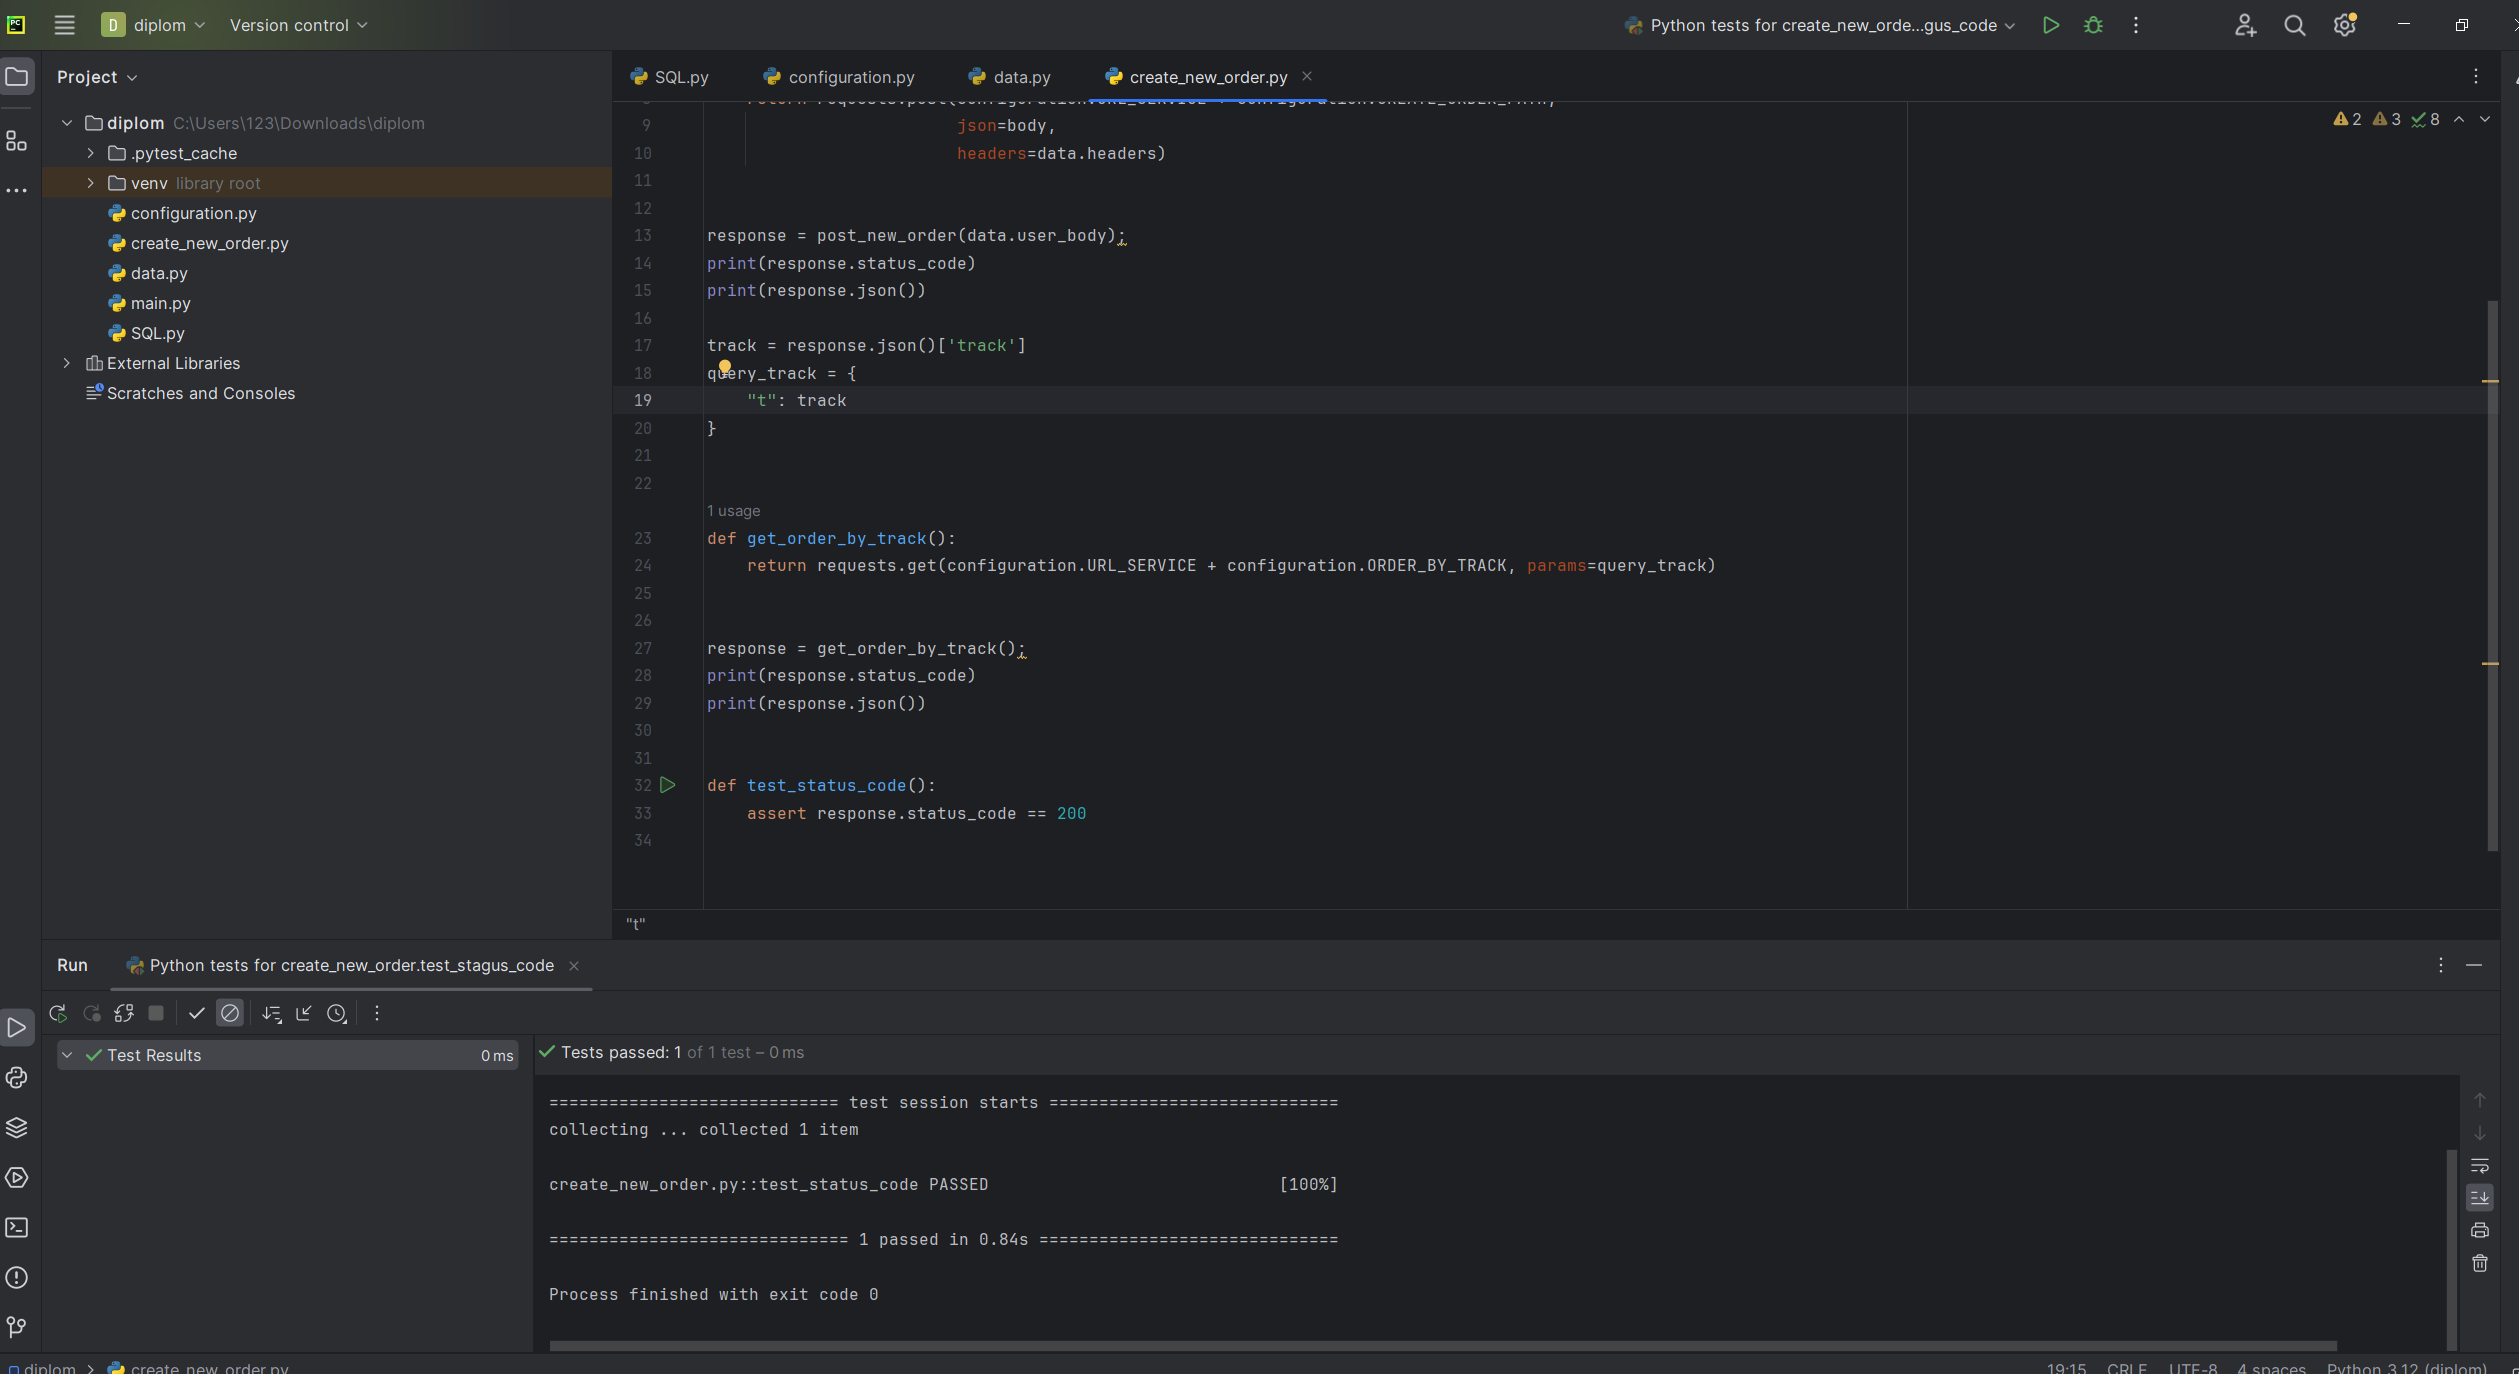 D diplom Version control Python tests for create_new_orde...gus_code
Project
SQL.py configuration.py data.py create_new_order.py
diplom C:\Users\123\Downloads\diplom
.pytest_cache
venv library root
configuration.py
create_new_order.py
data.py
main.py
SQL.py
External Libraries
Scratches and Consoles
2 3 8
9 json=body,
10 headers=data.headers)
11
12
13 response = post_new_order(data.user_body);
14 print(response.status_code)
15 print(response.json())
16
17 track = response.json()['track']
18 query_track = {
19 "t": track
20 }
21
22
1 usage
23 def get_order_by_track():
24 return requests.get(configuration.URL_SERVICE + configuration.ORDER_BY_TRACK, params=query_track)
25
26
27 response = get_order_by_track();
28 print(response.status_code)
29 print(response.json())
30
31
32 def test_status_code():
33 assert response.status_code == 200
34
"t"
Run Python tests for create_new_order.test_stagus_code
Test Results 0 ms
Tests passed: 1 of 1 test – 0 ms
============================= test session starts =============================
collecting ... collected 1 item
create_new_order.py::test_status_code PASSED [100%]
============================== 1 passed in 0.84s ==============================
Process finished with exit code 0
diplom > create_new_order.py 19:15 CRLF UTF-8 4 spaces Python 3.12 (diplom)